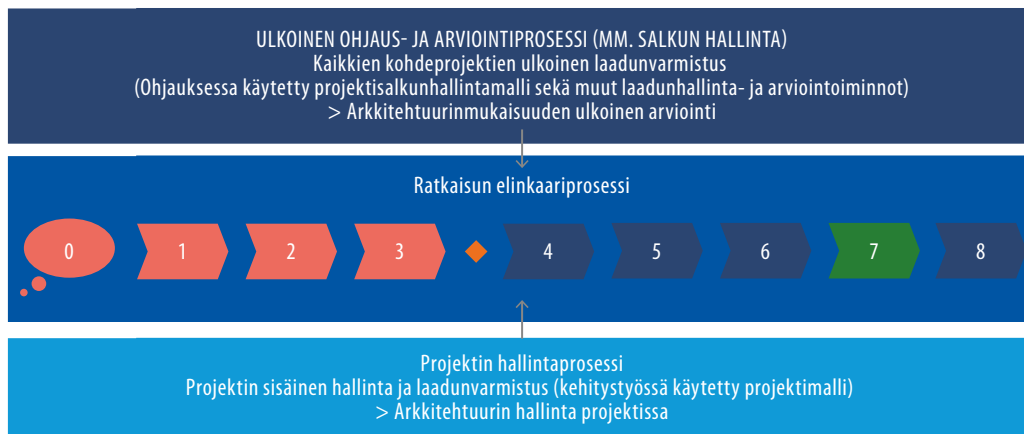 ULKOINEN OHJAUS- JA ARVIOINTIPROSESSI (MM. SALKUN HALLINTA)
Kaikkien kohdeprojektien ulkoinen laadunvarmistus
(Ohjauksessa käytetty projektisalkunhallintamalli sekä muut laadunhallinta- ja arviointoiminnot)
> Arkkitehtuurinmukaisuuden ulkoinen arviointi
Ratkaisun elinkaariprosessi
0 1 2 3 4 5 6 7 8
Projektin hallintaprosessi
Projektin sisäinen hallinta ja laadunvarmistus (kehitystyössä käytetty projektimalli)
> Arkkitehtuurin hallinta projektissa